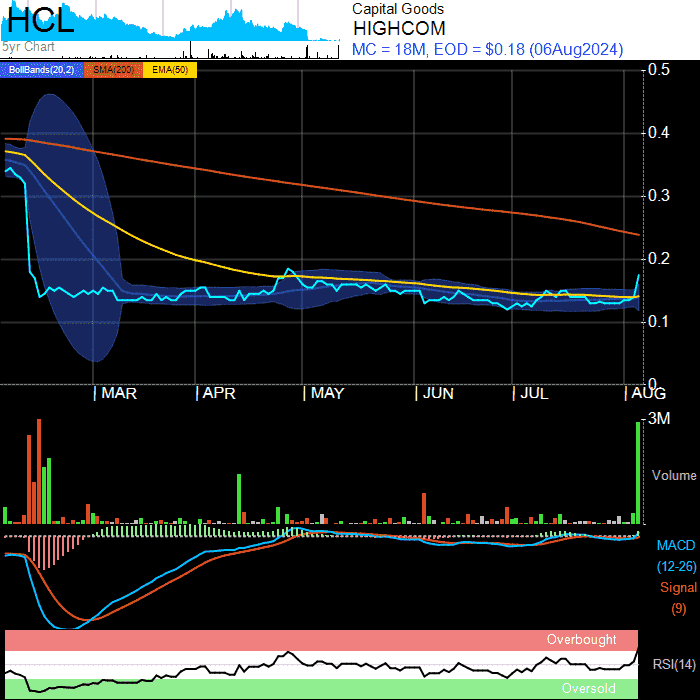 HCL
5yr Chart
Capital Goods
HIGHCOM
MC = 18M, EOD = $0.18 (06Aug2024)
BollBands(20,2) SMA(200) EMA(50)
0.5
0.4
0.3
0.2
0.1
0
MAR APR MAY JUN JUL AUG
3M
Volume
MACD
(12-26)
Signal
(9)
Overbought
RSI(14)
Oversold